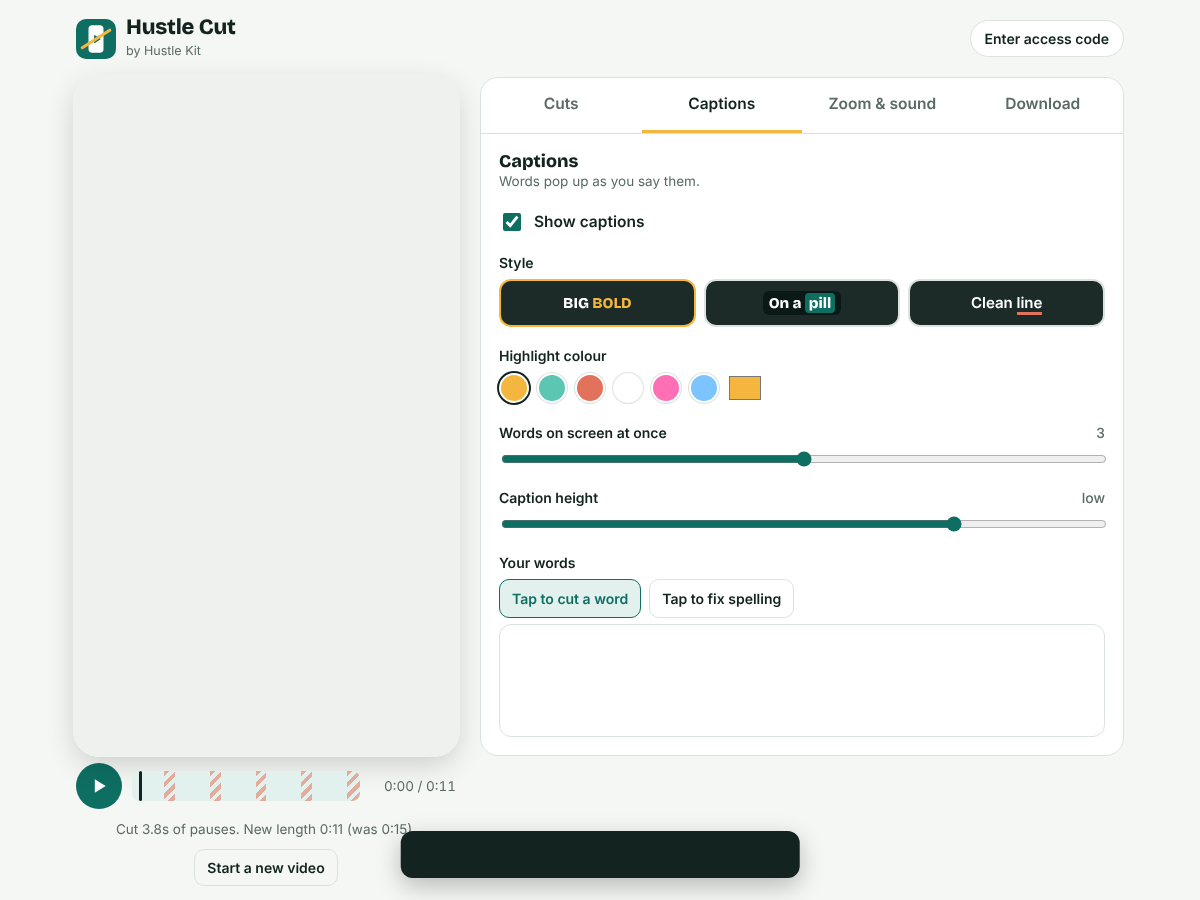 Hustle Cut
by Hustle Kit
Enter access code
Cuts
Captions
Zoom & sound
Download
Captions
Words pop up as you say them.
Show captions
Style
BIG BOLD
On a pill
Clean line
Highlight colour
Words on screen at once
3
Caption height
low
Your words
Tap to cut a word
Tap to fix spelling
0:00 / 0:11
Cut 3.8s of pauses. New length 0:11 (was 0:15)
Start a new video